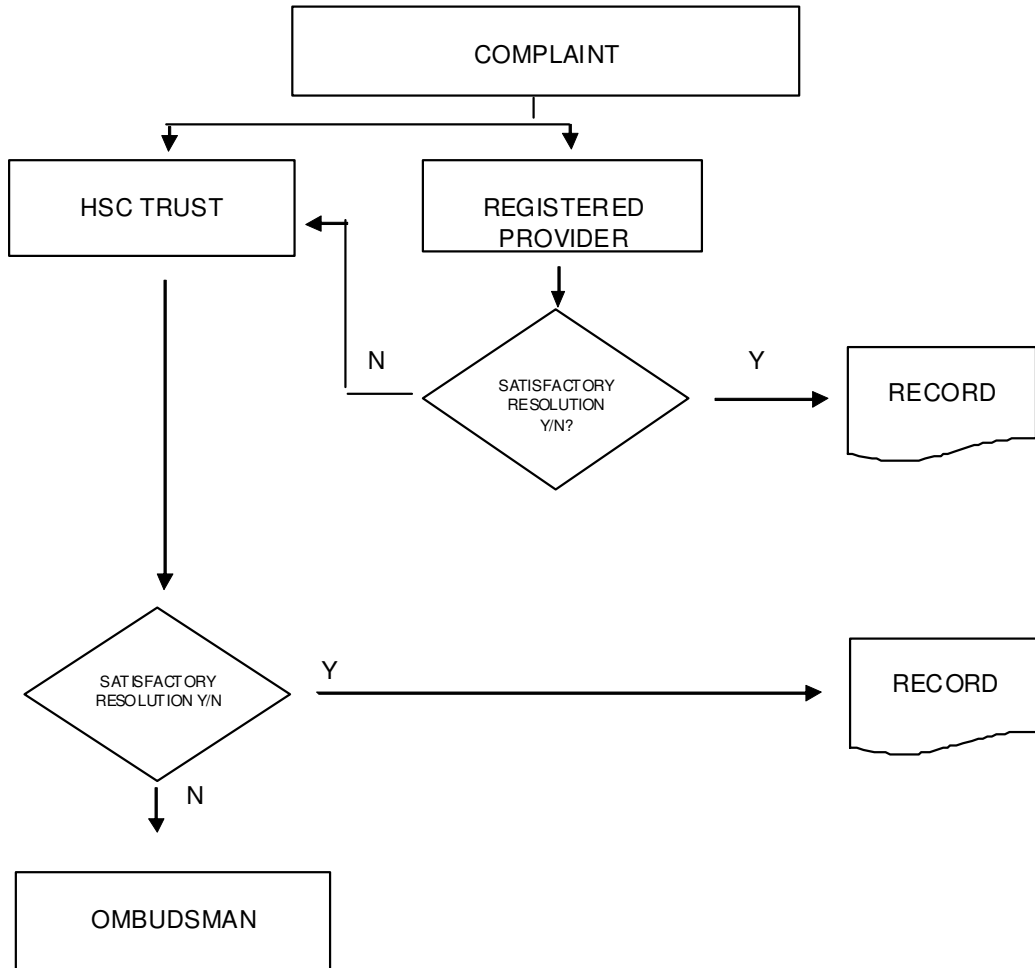 COMPLAINT
HSC TRUST
REGISTERED
PROVIDER
N
Y
SATISFACTORY
RESOLUTION
Y/N?
RECORD
SATISFACTORY
RESOLUTION Y/N
Y
RECORD
N
OMBUDSMAN